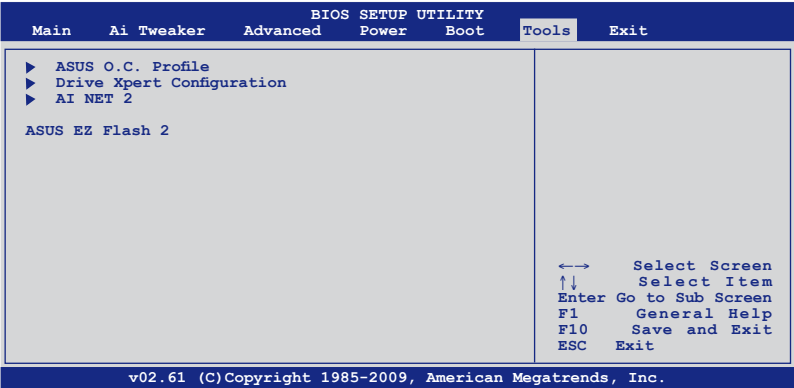 BIOS SETUP UTILITY
Main Ai Tweaker Advanced Power Boot Tools Exit
ASUS O.C. Profile
Drive Xpert Configuration
AI NET 2
ASUS EZ Flash 2
←→ Select Screen
↑↓ Select Item
Enter Go to Sub Screen
F1 General Help
F10 Save and Exit
ESC Exit
v02.61 (C)Copyright 1985-2009, American Megatrends, Inc.